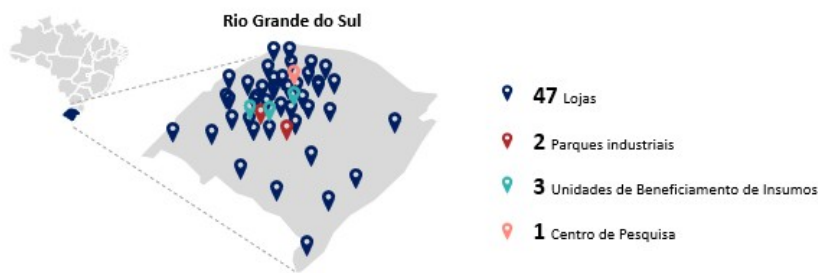 Rio Grande do Sul
47 Lojas
2 Parques industriais
3 Unidades de Beneficiamento de Insumos
1 Centro de Pesquisa